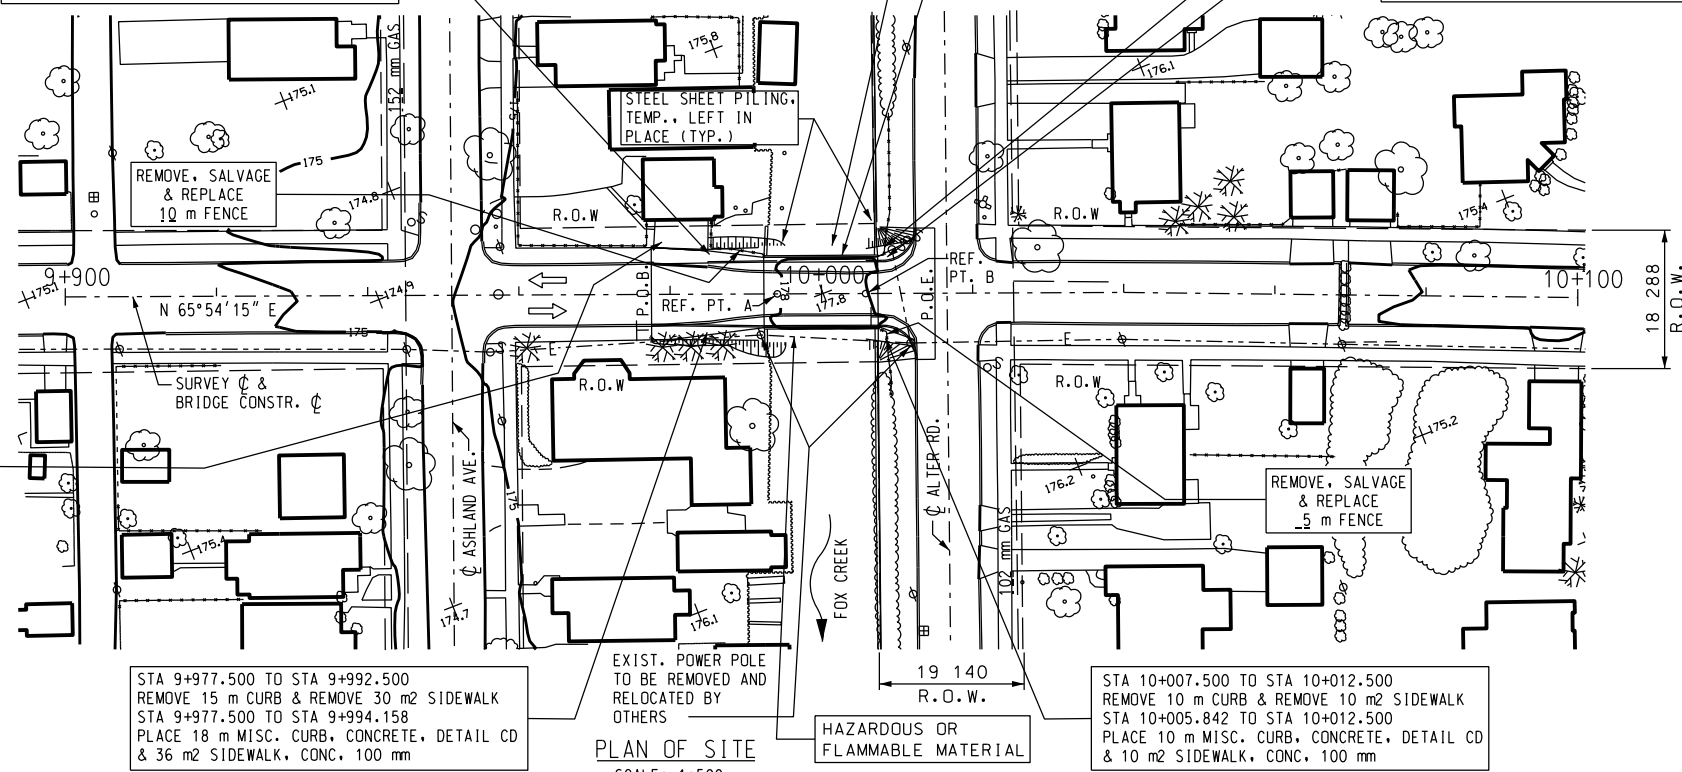 175.8
152 mm GAS
175
176.1
175.1
STEEL SHEET PILING,
TEMP., LEFT IN
PLACE (TYP.)
175
REMOVE, SALVAGE
& REPLACE
10 m FENCE
174.8
R.O.W
R.O.W
175.4
9+900
175.1
174.9
N 65°54'15" E
175
P.O.B.
REF. PT. A
10+000
178
177.8
P.O.E.
REF.
PT. B
10+100
18 288
R.O.W.
E
E
SURVEY ℄ &
BRIDGE CONSTR. ℄
R.O.W
R.O.W
℄ ASHLAND AVE.
175
℄ ALTER RD.
175.2
176.2
REMOVE, SALVAGE
& REPLACE
5 m FENCE
175.4
102 mm GAS
FOX CREEK
174.7
176.1
STA 9+977.500 TO STA 9+992.500
REMOVE 15 m CURB & REMOVE 30 m2 SIDEWALK
STA 9+977.500 TO STA 9+994.158
PLACE 18 m MISC. CURB, CONCRETE, DETAIL CD
& 36 m2 SIDEWALK, CONC, 100 mm
EXIST. POWER POLE
TO BE REMOVED AND
RELOCATED BY
OTHERS
PLAN OF SITE
HAZARDOUS OR
FLAMMABLE MATERIAL
19 140
R.O.W.
STA 10+007.500 TO STA 10+012.500
REMOVE 10 m CURB & REMOVE 10 m2 SIDEWALK
STA 10+005.842 TO STA 10+012.500
PLACE 10 m MISC. CURB, CONCRETE, DETAIL CD
& 10 m2 SIDEWALK, CONC, 100 mm